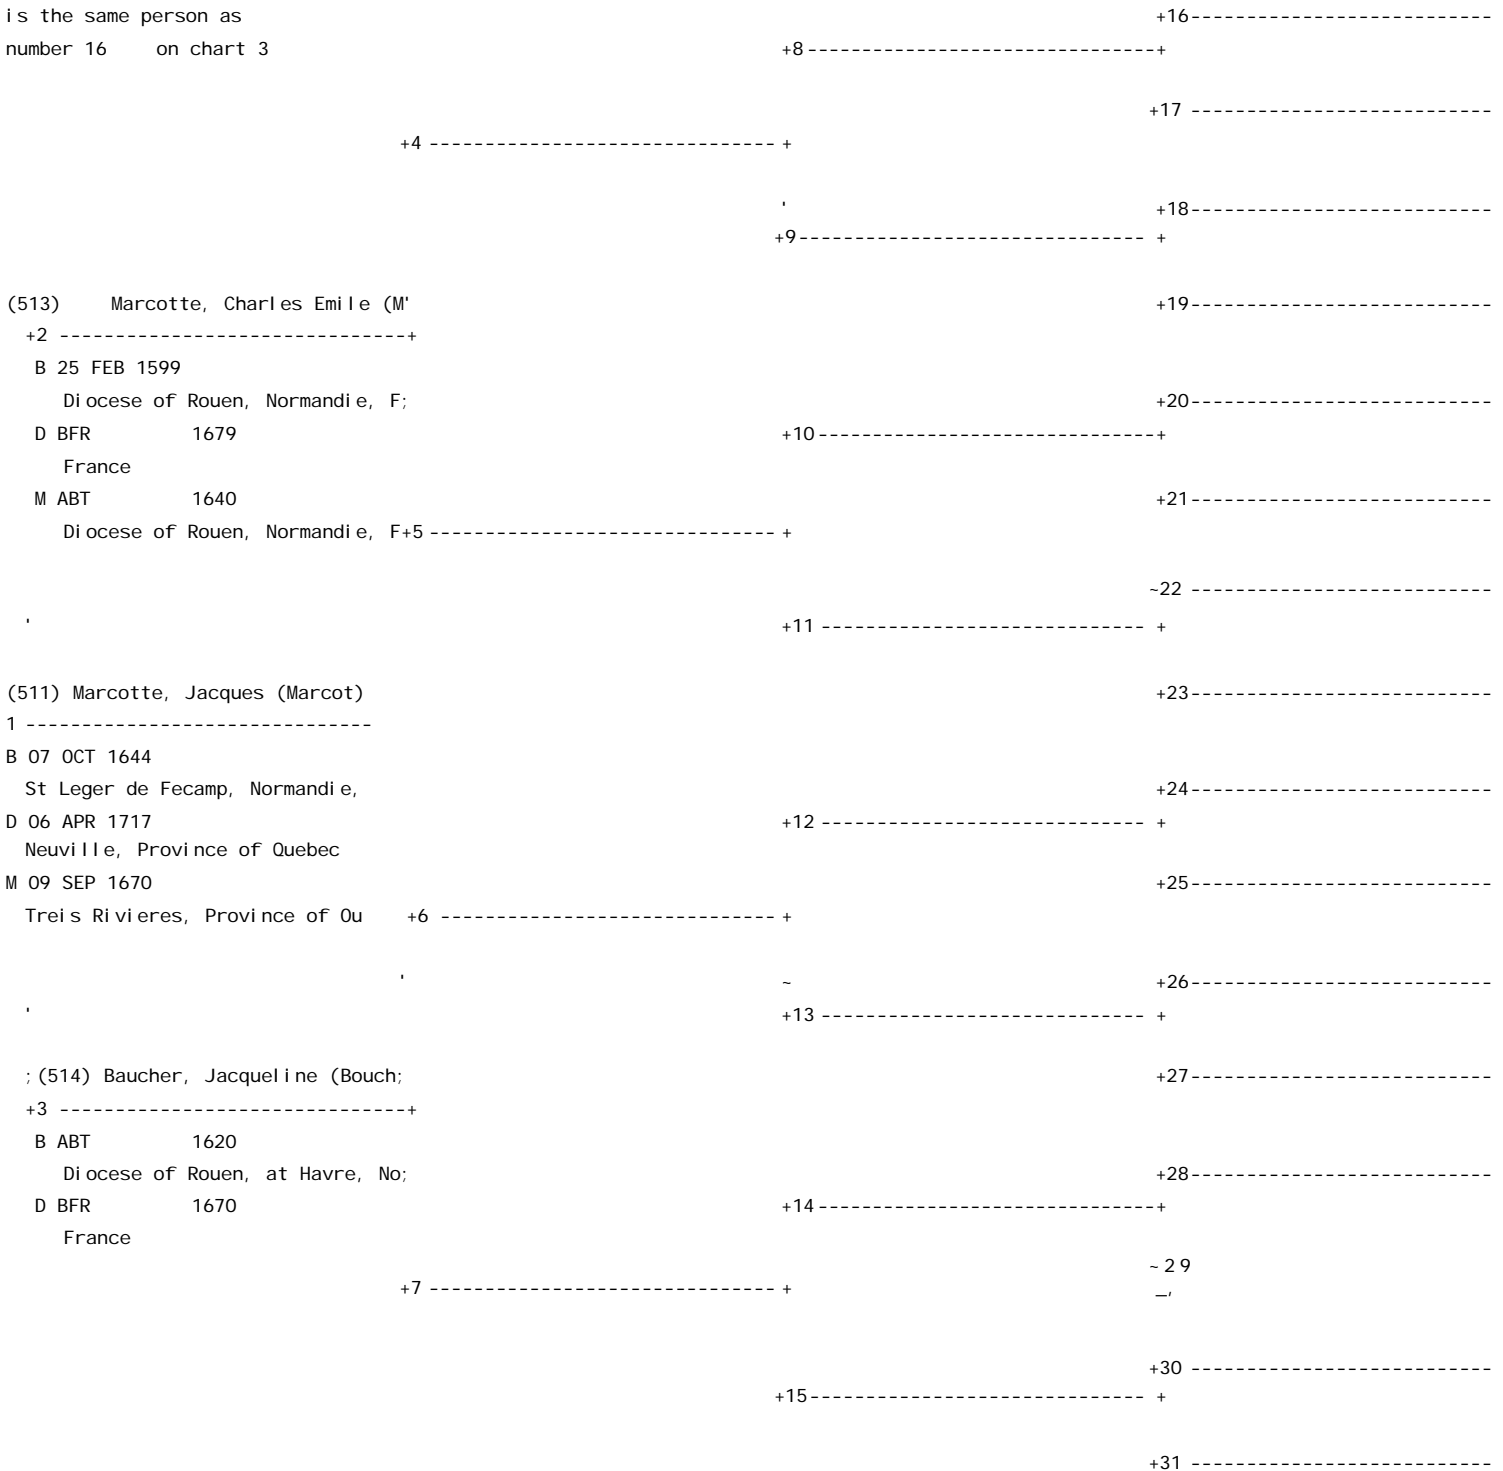 is the same person as
+16---------------------------
number 16 on chart 3
+8-------------------------------+
+17 ---------------------------
+4 ------------------------------- +
' +18---------------------------
+9------------------------------- +
(513) Marcotte, Charles Emile (M'
+19---------------------------
+2 -------------------------------+
B 25 FEB 1599
Diocese of Rouen, Normandie, F;
+20---------------------------
D BFR 1679
+10-------------------------------+
France
M ABT 1640
+21---------------------------
Diocese of Rouen, Normandie, F+5 ------------------------------- +
~22 ---------------------------
' +11 ----------------------------- +
(511) Marcotte, Jacques (Marcot)
+23---------------------------
1 -------------------------------
B 07 OCT 1644
St Leger de Fecamp, Normandie,
+24---------------------------
D 06 APR 1717
+12 ----------------------------- +
Neuville, Province of Quebec
M 09 SEP 1670
+25---------------------------
Treis Rivieres, Province of Ou +6 ------------------------------ +
' ~ +26---------------------------
' +13 ----------------------------- +
;(514) Baucher, Jacqueline (Bouch;
+27---------------------------
+3 -------------------------------+
B ABT 1620
Diocese of Rouen, at Havre, No;
+28---------------------------
D BFR 1670
+14-------------------------------+
France
~29
+7 ------------------------------- +
—'
+30 ---------------------------
+15------------------------------ +
+31 ---------------------------